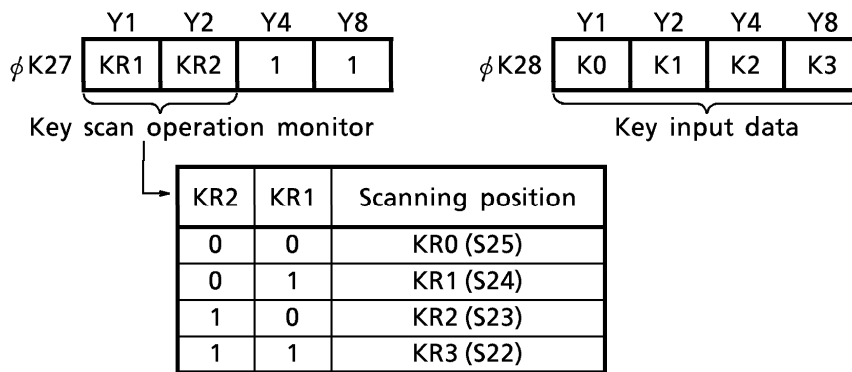 Y1 Y2 Y4 Y8
ϕK27 KR1 KR2 1 1
Key scan operation monitor
Y1 Y2 Y4 Y8
ϕK28 K0 K1 K2 K3
Key input data
KR2 KR1 Scanning position
0 0 KR0 (S25)
0 1 KR1 (S24)
1 0 KR2 (S23)
1 1 KR3 (S22)